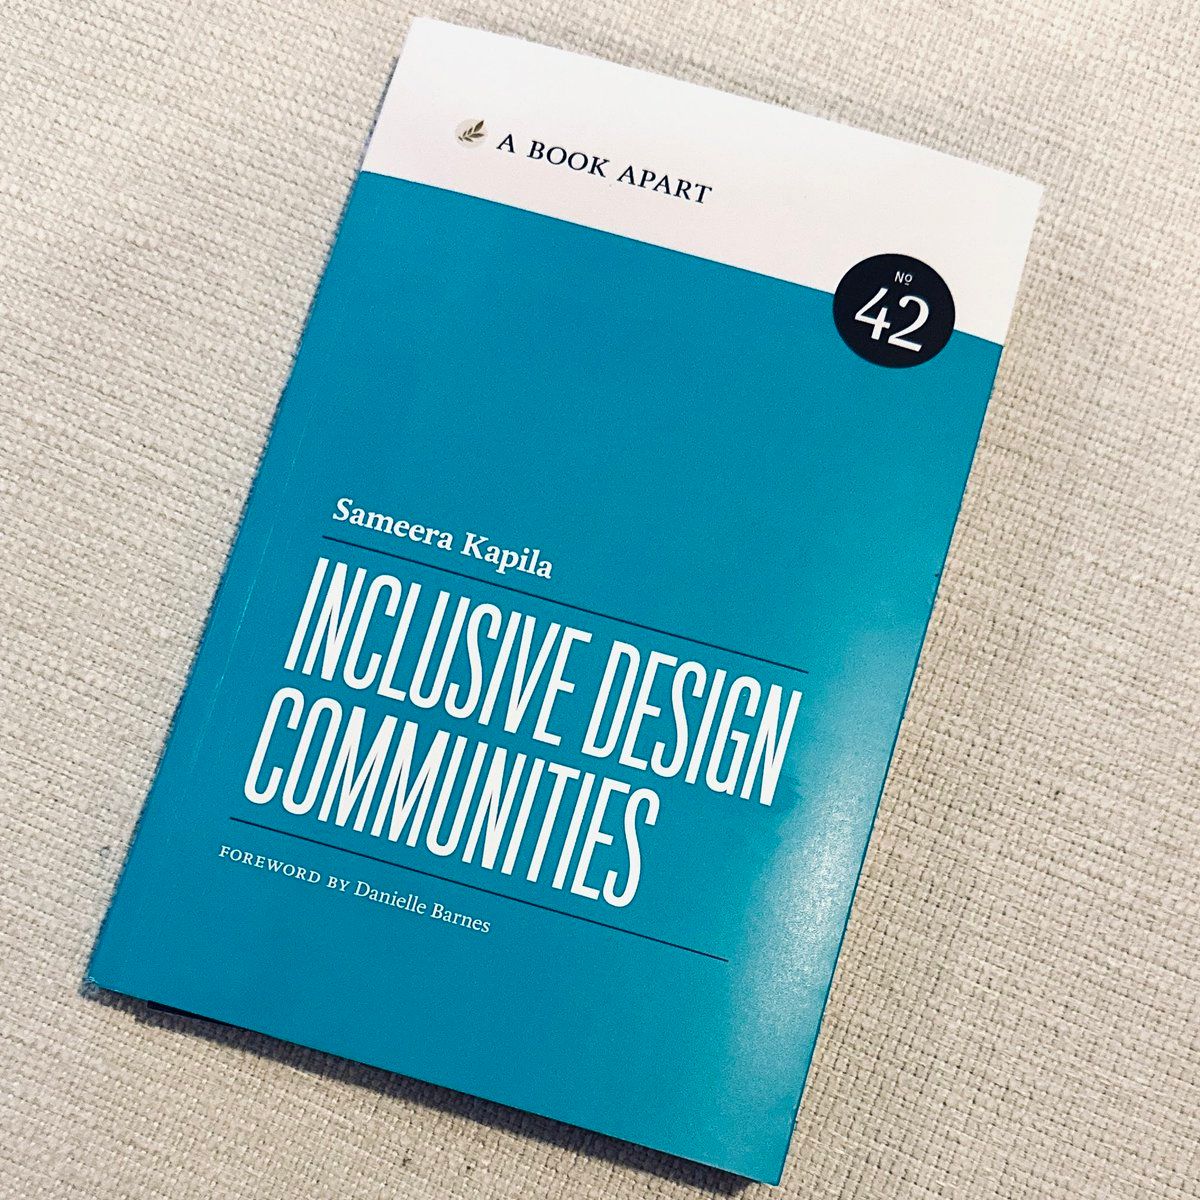 A BOOK APART
Nº
42
Sameera Kapila
INCLUSIVE DESIGN
COMMUNITIES
FOREWORD BY Danielle Barnes